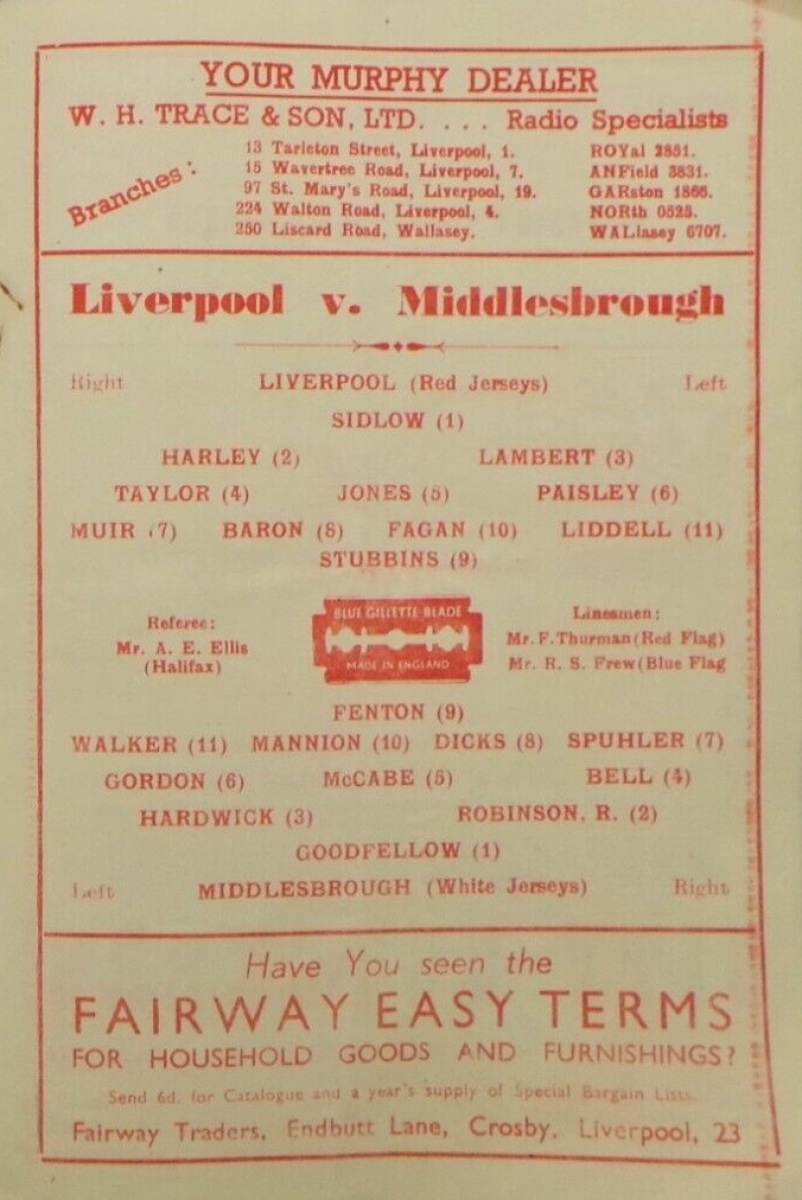 YOUR MURPHY DEALER
W. H. TRACE & SON, LTD. . . . Radio Specialists
Branches:
13 Tarleton Street, Liverpool, 1. ROYal 2851.
15 Wavertree Road, Liverpool, 7. ANField 3831.
97 St. Mary's Road, Liverpool, 19. GARston 1866.
224 Walton Road, Liverpool, 4. NORth 0525.
250 Liscard Road, Wallasey. WALlasey 6707.
Liverpool v. Middlesbrough
Right LIVERPOOL (Red Jerseys) Left
SIDLOW (1)
HARLEY (2) LAMBERT (3)
TAYLOR (4) JONES (5) PAISLEY (6)
MUIR (7) BARON (8) FAGAN (10) LIDDELL (11)
STUBBINS (9)
Referee:
Mr. A. E. Ellis
(Halifax)
BLUE GILLETTE BLADE
MADE IN ENGLAND
Linesmen:
Mr. F. Thurman (Red Flag)
Mr. R. S. Frew (Blue Flag
FENTON (9)
WALKER (11) MANNION (10) DICKS (8) SPUHLER (7)
GORDON (6) McCABE (5) BELL (4)
HARDWICK (3) ROBINSON, R. (2)
GOODFELLOW (1)
Left MIDDLESBROUGH (White Jerseys) Right
Have You seen the
FAIRWAY EASY TERMS
FOR HOUSEHOLD GOODS AND FURNISHINGS?
Send 6d. for Catalogue and a year's supply of Special Bargain Lists.
Fairway Traders, Endbutt Lane, Crosby, Liverpool, 23